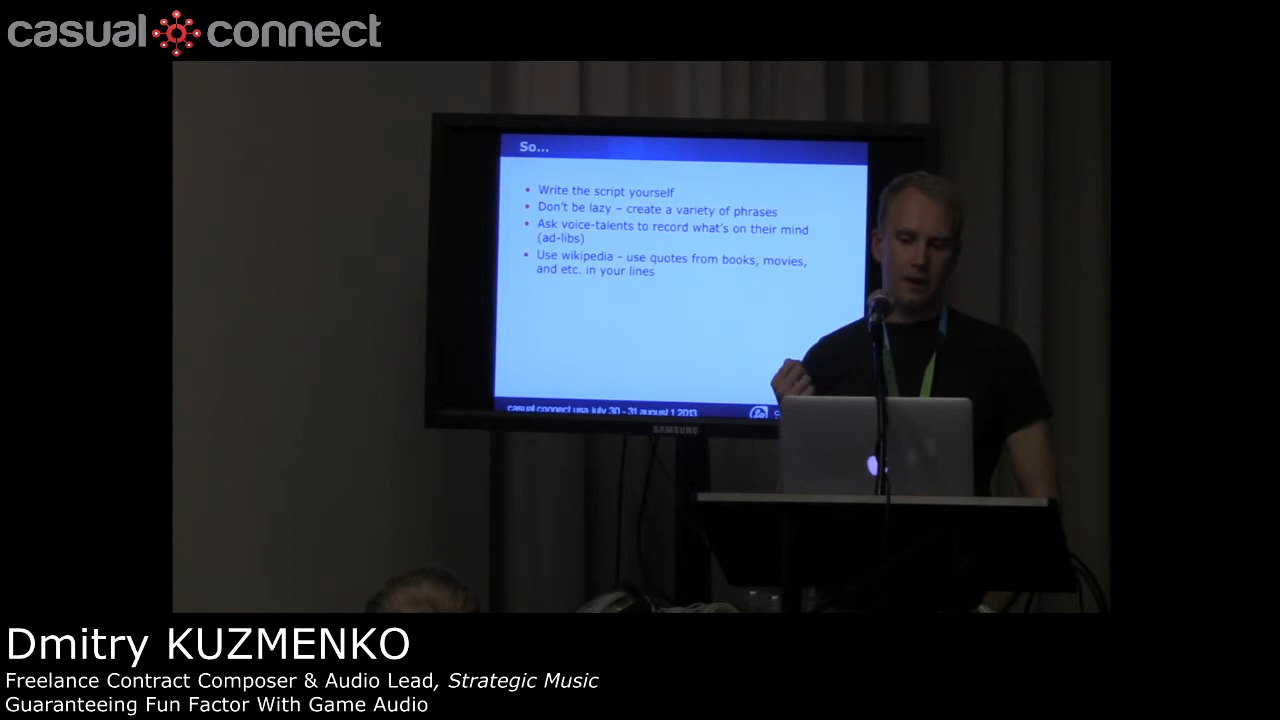 casual connect
So...
• Write the script yourself
• Don't be lazy – create a variety of phrases
• Ask voice-talents to record what's on their mind
(ad-libs)
• Use wikipedia - use quotes from books, movies,
and etc. in your lines
casual connect usa july 30 - 31 august 1 2013
SAMSUNG
Dmitry KUZMENKO
Freelance Contract Composer & Audio Lead, Strategic Music
Guaranteeing Fun Factor With Game Audio